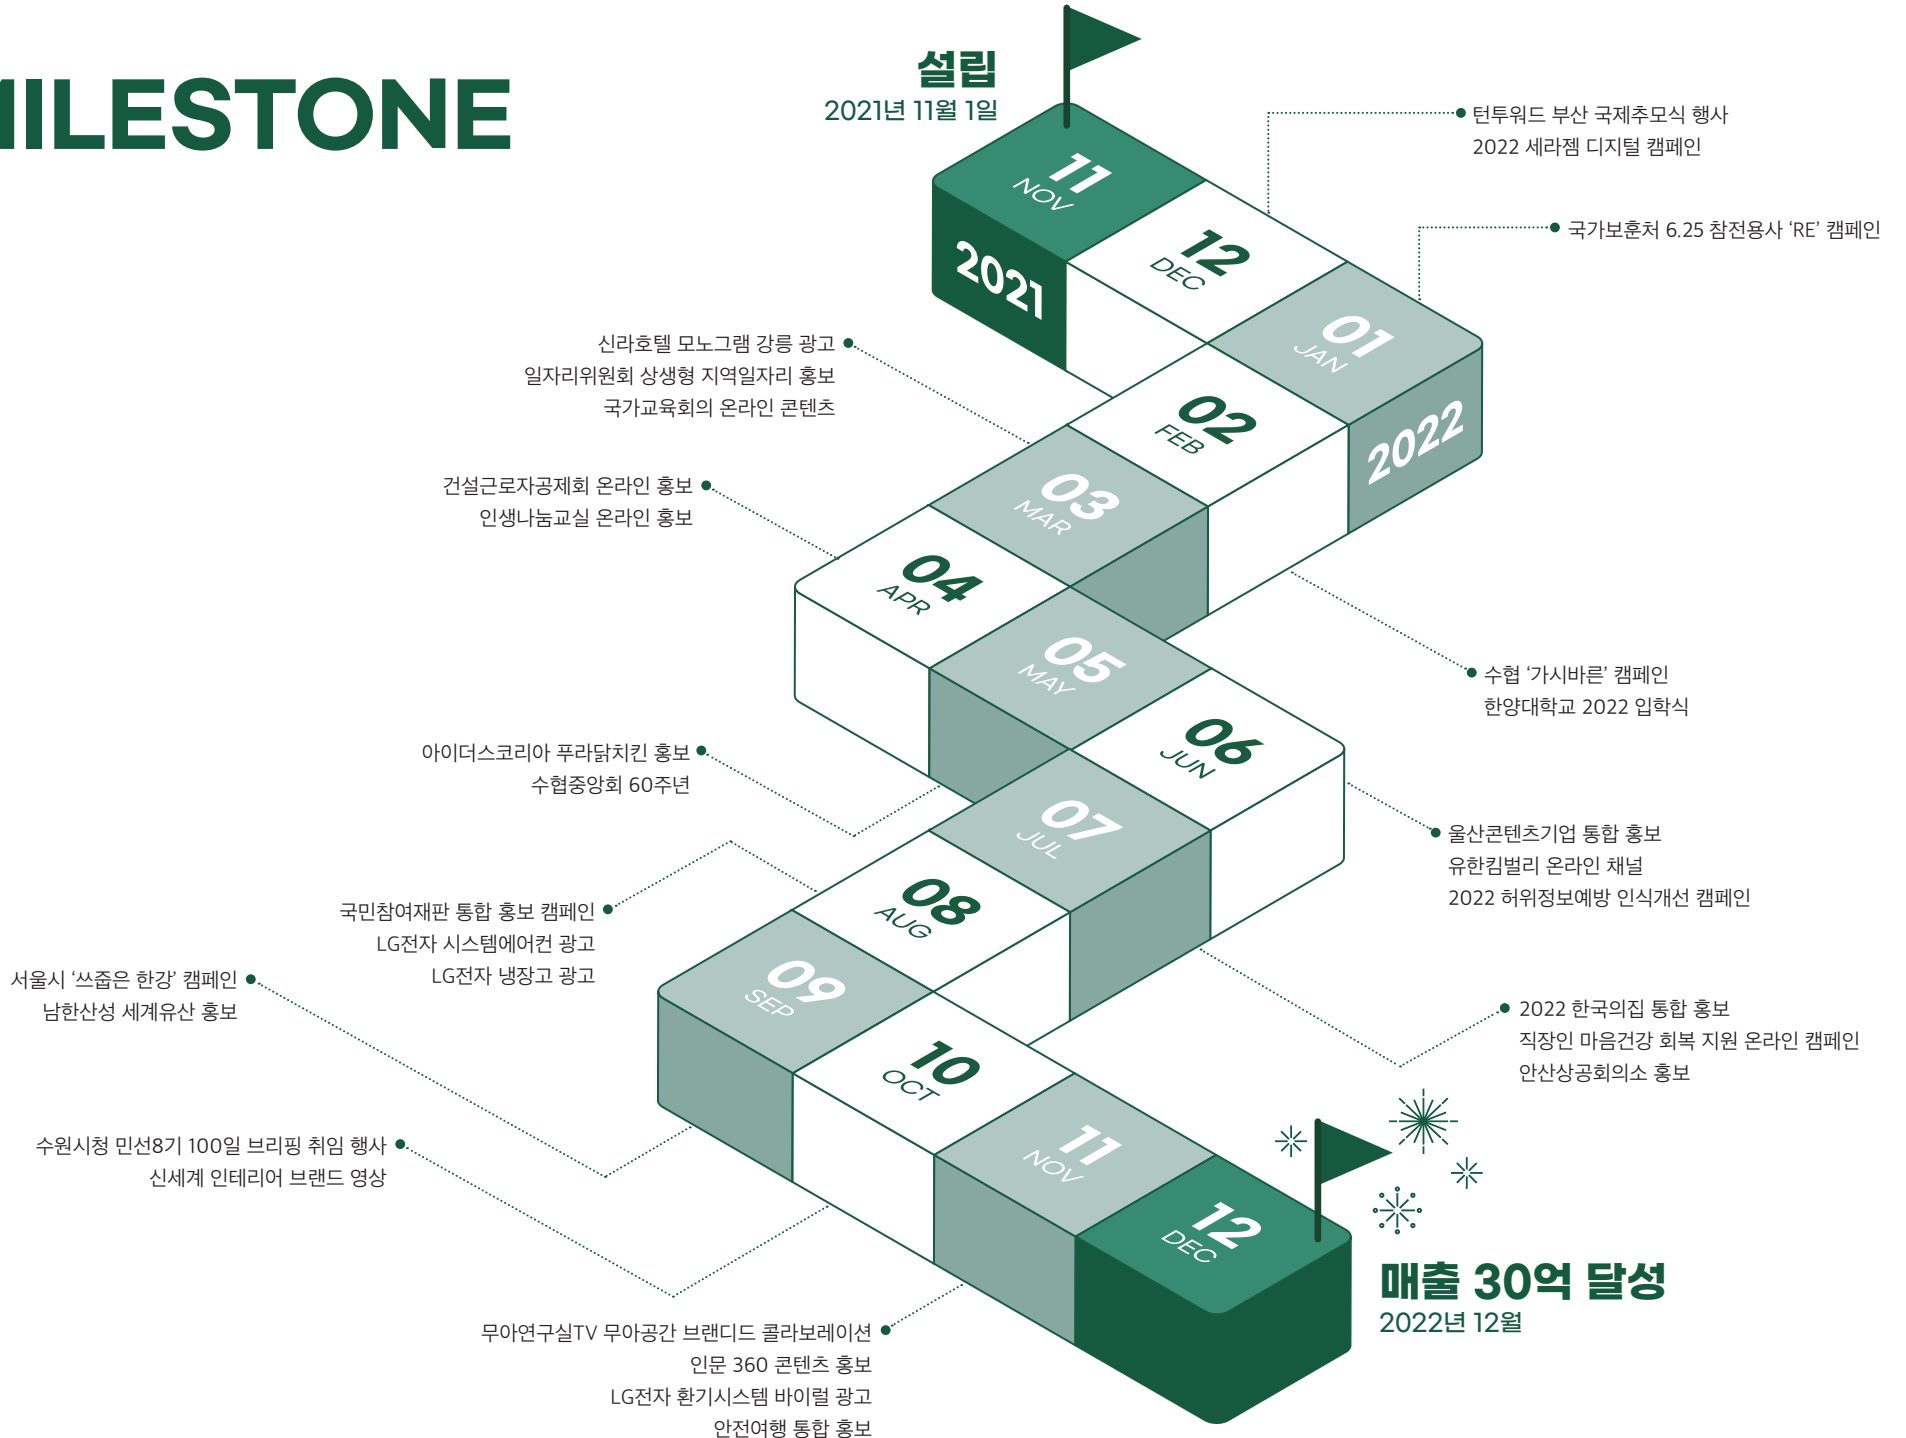 MILESTONE
설립
2021년 11월 1일
11
NOV
2021
12
DEC
턴투워드 부산 국제추모식 행사
2022 세라젬 디지털 캠페인
01
JAN
2022
국가보훈처 6.25 참전용사 ‘RE’ 캠페인
02
FEB
수협 ‘가시바른’ 캠페인
한양대학교 2022 입학식
03
MAR
신라호텔 모노그램 강릉 광고
일자리위원회 상생형 지역일자리 홍보
국가교육회의 온라인 콘텐츠
04
APR
건설근로자공제회 온라인 홍보
인생나눔교실 온라인 홍보
05
MAY
아이더스코리아 푸라닭치킨 홍보
수협중앙회 60주년
06
JUN
울산콘텐츠기업 통합 홍보
유한킴벌리 온라인 채널
2022 허위정보예방 인식개선 캠페인
07
JUL
2022 한국의집 통합 홍보
직장인 마음건강 회복 지원 온라인 캠페인
안산상공회의소 홍보
08
AUG
국민참여재판 통합 홍보 캠페인
LG전자 시스템에어컨 광고
LG전자 냉장고 광고
09
SEP
서울시 ‘쓰줍은 한강’ 캠페인
남한산성 세계유산 홍보
10
OCT
수원시청 민선8기 100일 브리핑 취임 행사
신세계 인테리어 브랜드 영상
11
NOV
무아연구실TV 무아공간 브랜디드 콜라보레이션
인문 360 콘텐츠 홍보
LG전자 환기시스템 바이럴 광고
안전여행 통합 홍보
12
DEC
매출 30억 달성
2022년 12월